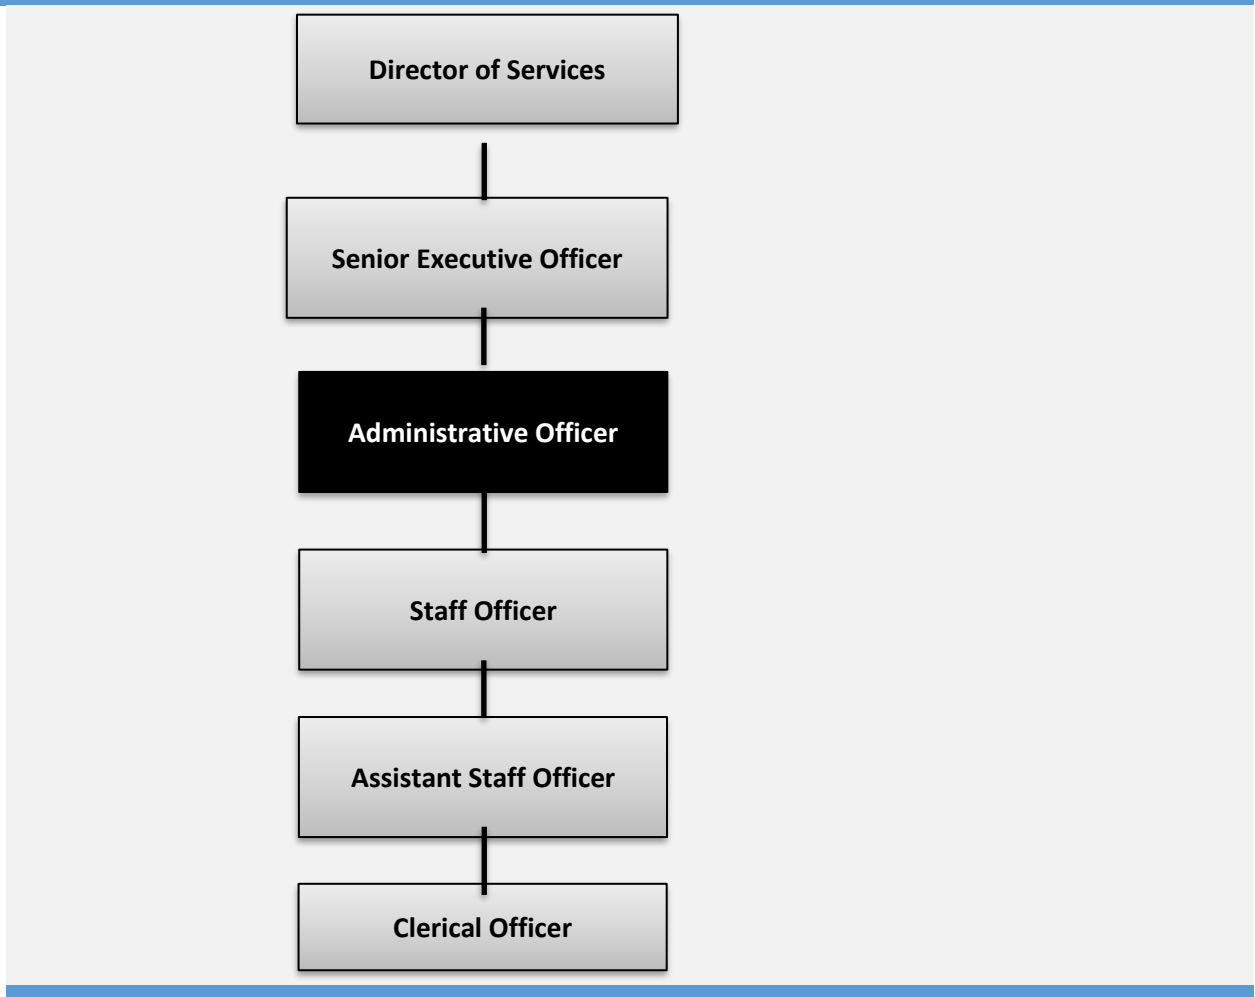 Director of Services
Senior Executive Officer
Administrative Officer
Staff Officer
Assistant Staff Officer
Clerical Officer